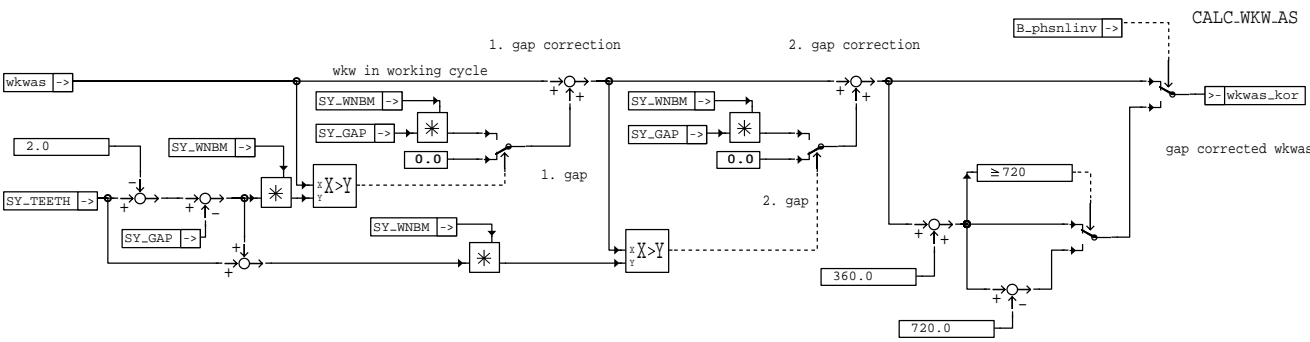 CALC_WKW_AS
B_phsnlinv ->
1. gap correction
2. gap correction
wkw in working cycle
wkwas ->
+
+
+
+
SY_WNBM ->
SY_WNBM ->
>- wkwas_kor
SY_GAP -> *
SY_GAP -> *
2.0
SY_WNBM ->
0.0
0.0
gap corrected wkwas
1. gap
≥720
X
Y
X>Y
SY_TEETH ->
−
+
+
−
*
2. gap
SY_GAP ->
SY_WNBM ->
+
+
+
+
*
X
Y
X>Y
360.0
+
−
720.0